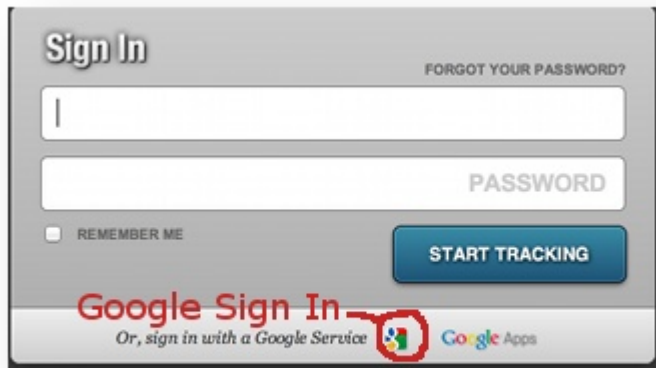 Sign In
FORGOT YOUR PASSWORD?
PASSWORD
REMEMBER ME
START TRACKING
Google Sign In
Or, sign in with a Google Service
Google Apps